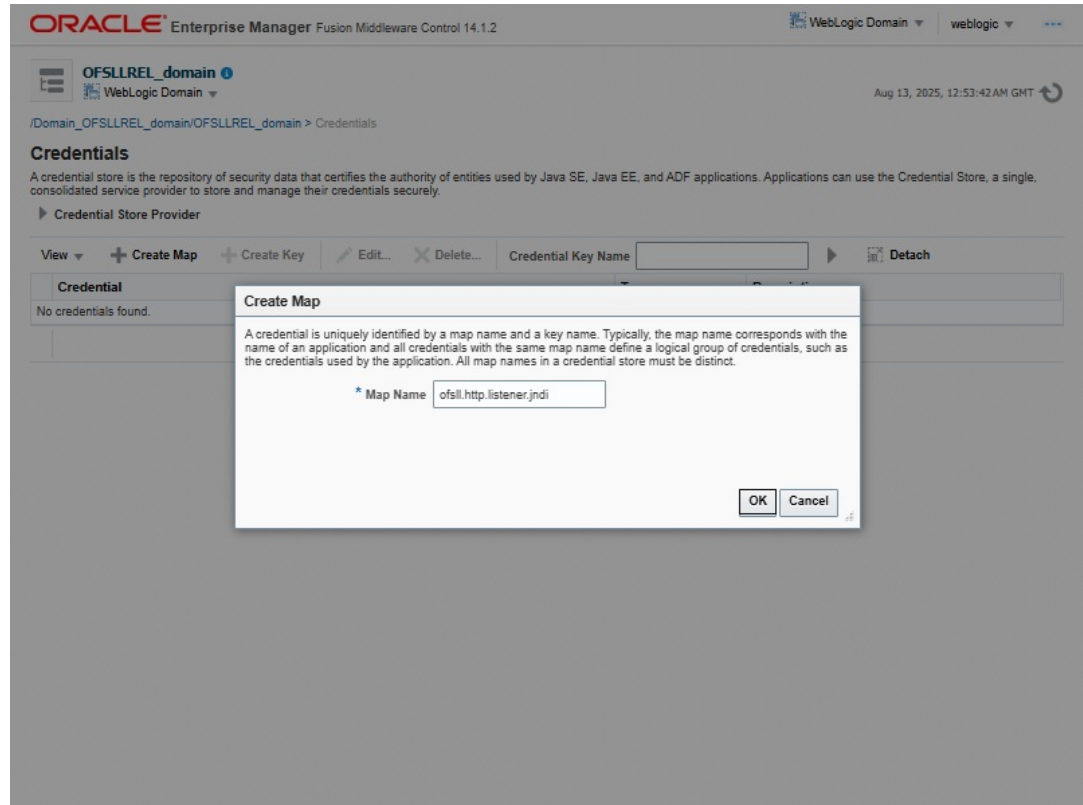 ORACLE Enterprise Manager Fusion Middleware Control 14.1.2
WebLogic Domain
weblogic
OFSLLREL_domain
WebLogic Domain
Aug 13, 2025, 12:53:42 AM GMT
/Domain_OFSLLREL_domain/OFSLLREL_domain > Credentials
Credentials
A credential store is the repository of security data that certifies the authority of entities used by Java SE, Java EE, and ADF applications. Applications can use the Credential Store, a single,
consolidated service provider to store and manage their credentials securely.
Credential Store Provider
View Create Map Create Key Edit... Delete... Credential Key Name Detach
Credential
No credentials found.
Create Map
A credential is uniquely identified by a map name and a key name. Typically, the map name corresponds with the
name of an application and all credentials with the same map name define a logical group of credentials, such as
the credentials used by the application. All map names in a credential store must be distinct.
* Map Name ofsll.http.listener.jndi
OK Cancel